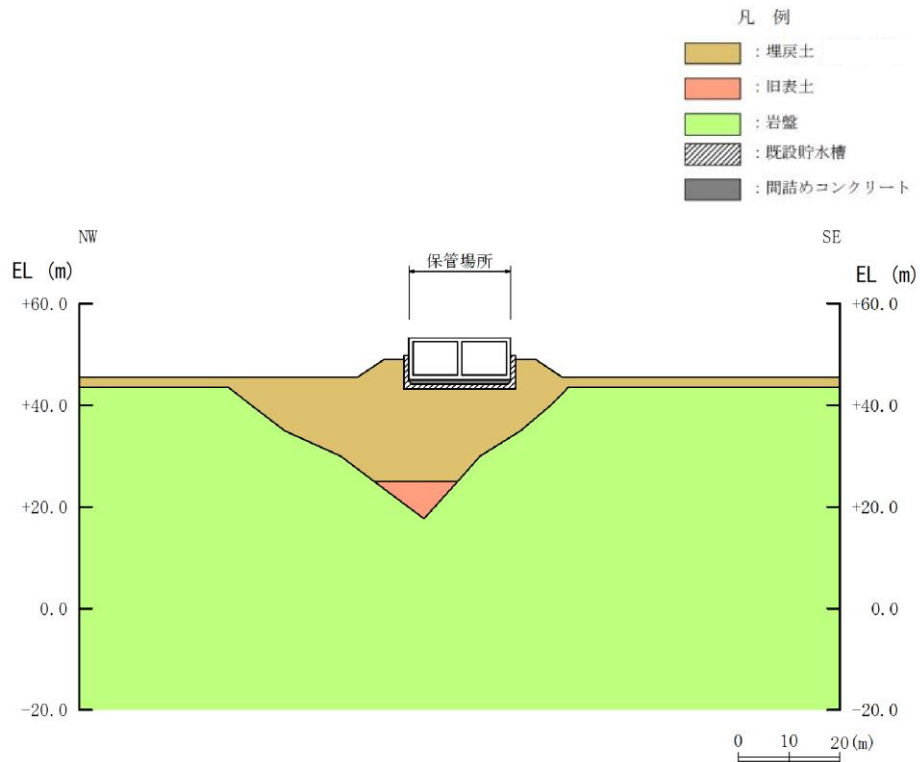 凡 例
：埋戻土
：旧表土
：岩盤
：既設貯水槽
：間詰めコンクリート
NW
SE
保管場所
EL (m)
EL (m)
+60.0
+60.0
+40.0
+40.0
+20.0
+20.0
0.0
0.0
-20.0
-20.0
0 10 20(m)